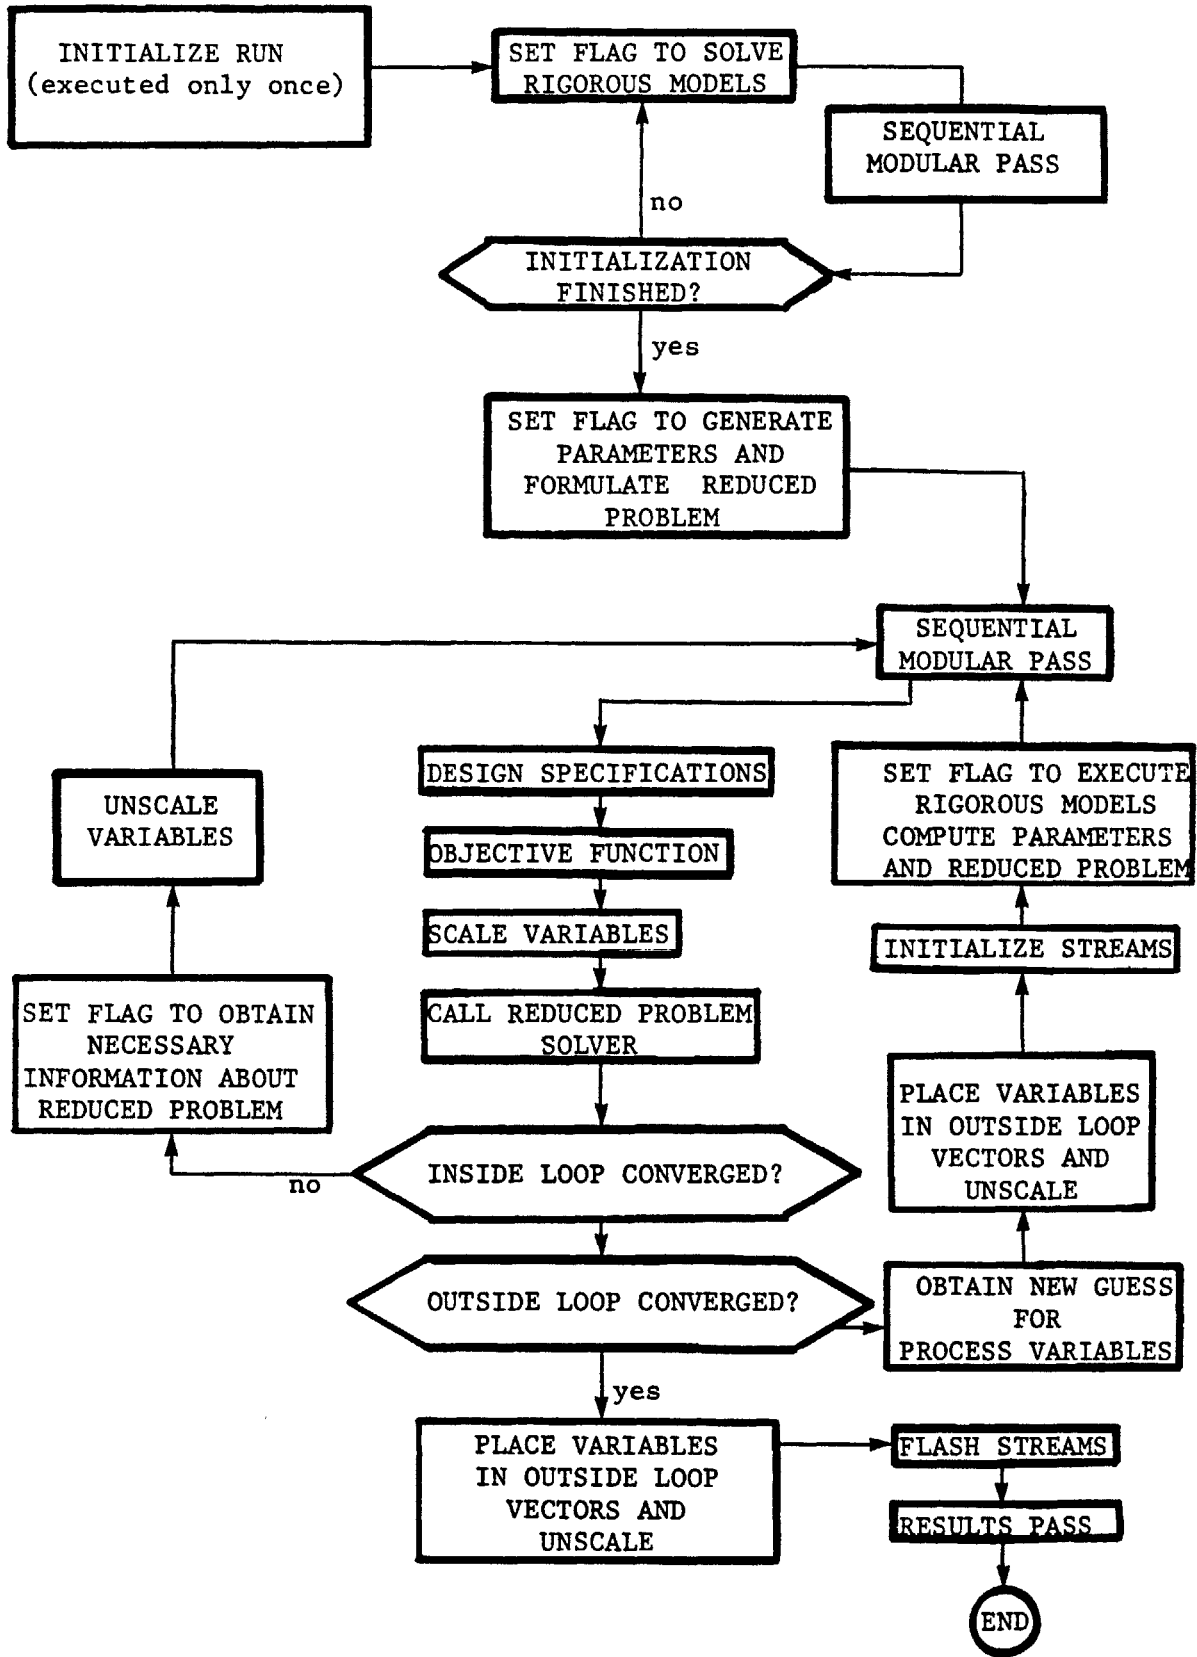 INITIALIZE RUN
(executed only once)
SET FLAG TO SOLVE
RIGOROUS MODELS
SEQUENTIAL
MODULAR PASS
no
INITIALIZATION
FINISHED?
yes
SET FLAG TO GENERATE
PARAMETERS AND
FORMULATE REDUCED
PROBLEM
SEQUENTIAL
MODULAR PASS
DESIGN SPECIFICATIONS
OBJECTIVE FUNCTION
SCALE VARIABLES
CALL REDUCED PROBLEM
SOLVER
UNSCALE
VARIABLES
SET FLAG TO OBTAIN
NECESSARY
INFORMATION ABOUT
REDUCED PROBLEM
SET FLAG TO EXECUTE
RIGOROUS MODELS
COMPUTE PARAMETERS
AND REDUCED PROBLEM
INITIALIZE STREAMS
PLACE VARIABLES
IN OUTSIDE LOOP
VECTORS AND
UNSCALE
no
INSIDE LOOP CONVERGED?
OUTSIDE LOOP CONVERGED?
OBTAIN NEW GUESS
FOR
PROCESS VARIABLES
yes
PLACE VARIABLES
IN OUTSIDE LOOP
VECTORS AND
UNSCALE
FLASH STREAMS
RESULTS PASS
END